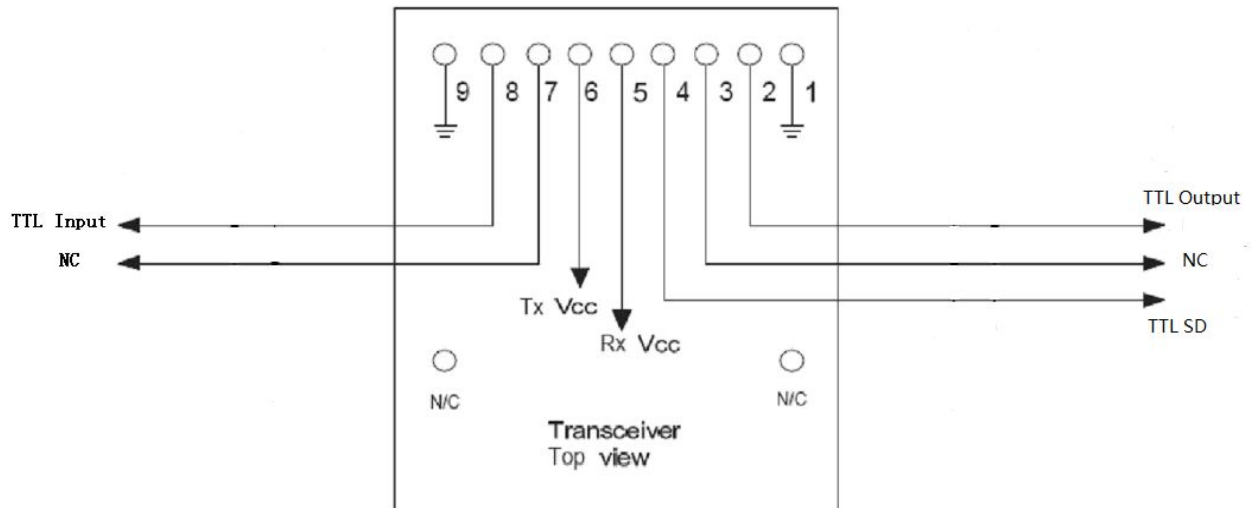 9 8 7 6 5 4 3 2 1
TTL Output
TTL Input
NC
NC
Tx Vcc
TTL SD
Rx Vcc
N/C
N/C
Transceiver
Top view